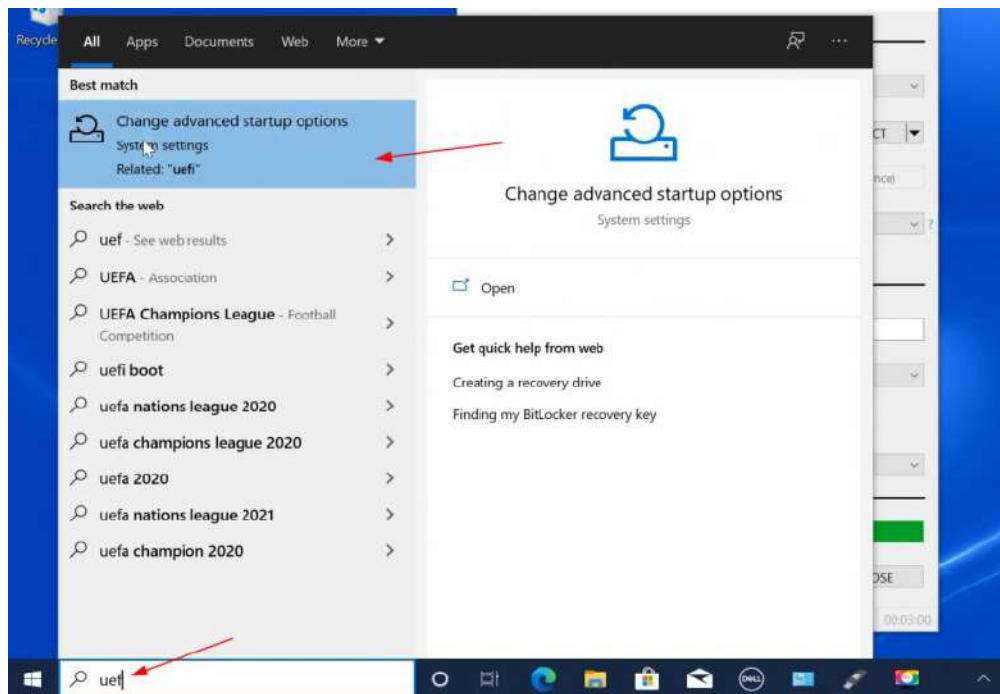 Recycle
All Apps Documents Web More
Best match
Change advanced startup options
System settings
Related: "uefi"
Search the web
uef - See web results
UEFA - Association
UEFA Champions League - Football
Competition
uefi boot
uefa nations league 2020
uefa champions league 2020
uefa 2020
uefa nations league 2021
uefa champion 2020
Change advanced startup options
System settings
Open
Get quick help from web
Creating a recovery drive
Finding my BitLocker recovery key
?
00:03:00
uef
DELL